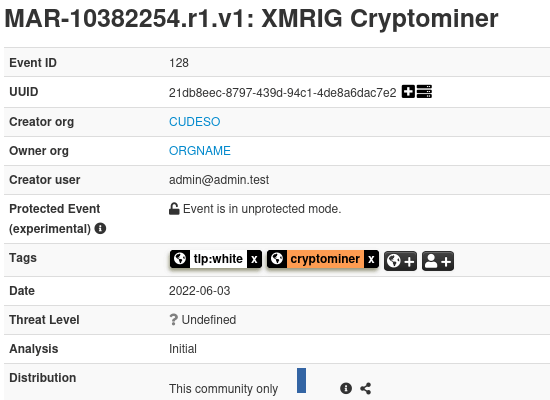 MAR-10382254.r1.v1: XMRIG Cryptominer
Event ID 128
UUID 21db8eec-8797-439d-94c1-4de8a6dac7e2
Creator org CUDESO
Owner org ORGNAME
Creator user admin@admin.test
Protected Event (experimental) Event is in unprotected mode.
Tags tlp:white x cryptominer x + +
Date 2022-06-03
Threat Level ? Undefined
Analysis Initial
Distribution This community only